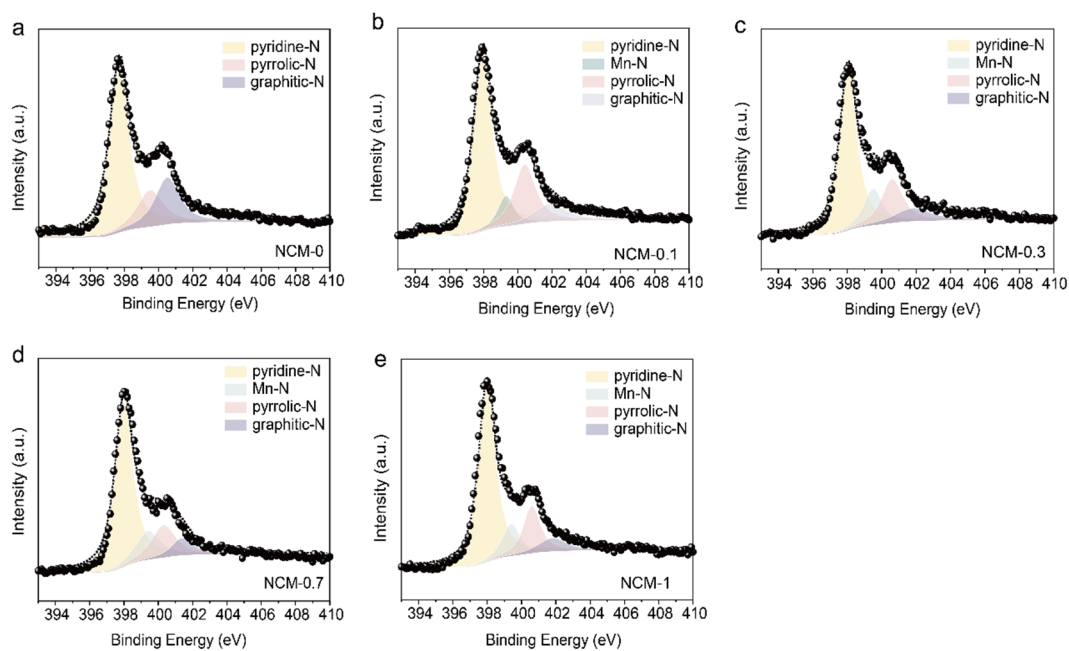 a
pyridine-N
pyrrolic-N
graphitic-N
Intensity (a.u.)
NCM-0
394 396 398 400 402 404 406 408 410
Binding Energy (eV)
b
pyridine-N
Mn-N
pyrrolic-N
graphitic-N
Intensity (a.u.)
NCM-0.1
394 396 398 400 402 404 406 408 410
Binding Energy (eV)
c
pyridine-N
Mn-N
pyrrolic-N
graphitic-N
Intensity (a.u.)
NCM-0.3
394 396 398 400 402 404 406 408 410
Binding Energy (eV)
d
pyridine-N
Mn-N
pyrrolic-N
graphitic-N
Intensity (a.u.)
NCM-0.7
394 396 398 400 402 404 406 408 410
Binding Energy (eV)
e
pyridine-N
Mn-N
pyrrolic-N
graphitic-N
Intensity (a.u.)
NCM-1
394 396 398 400 402 404 406 408 410
Binding Energy (eV)